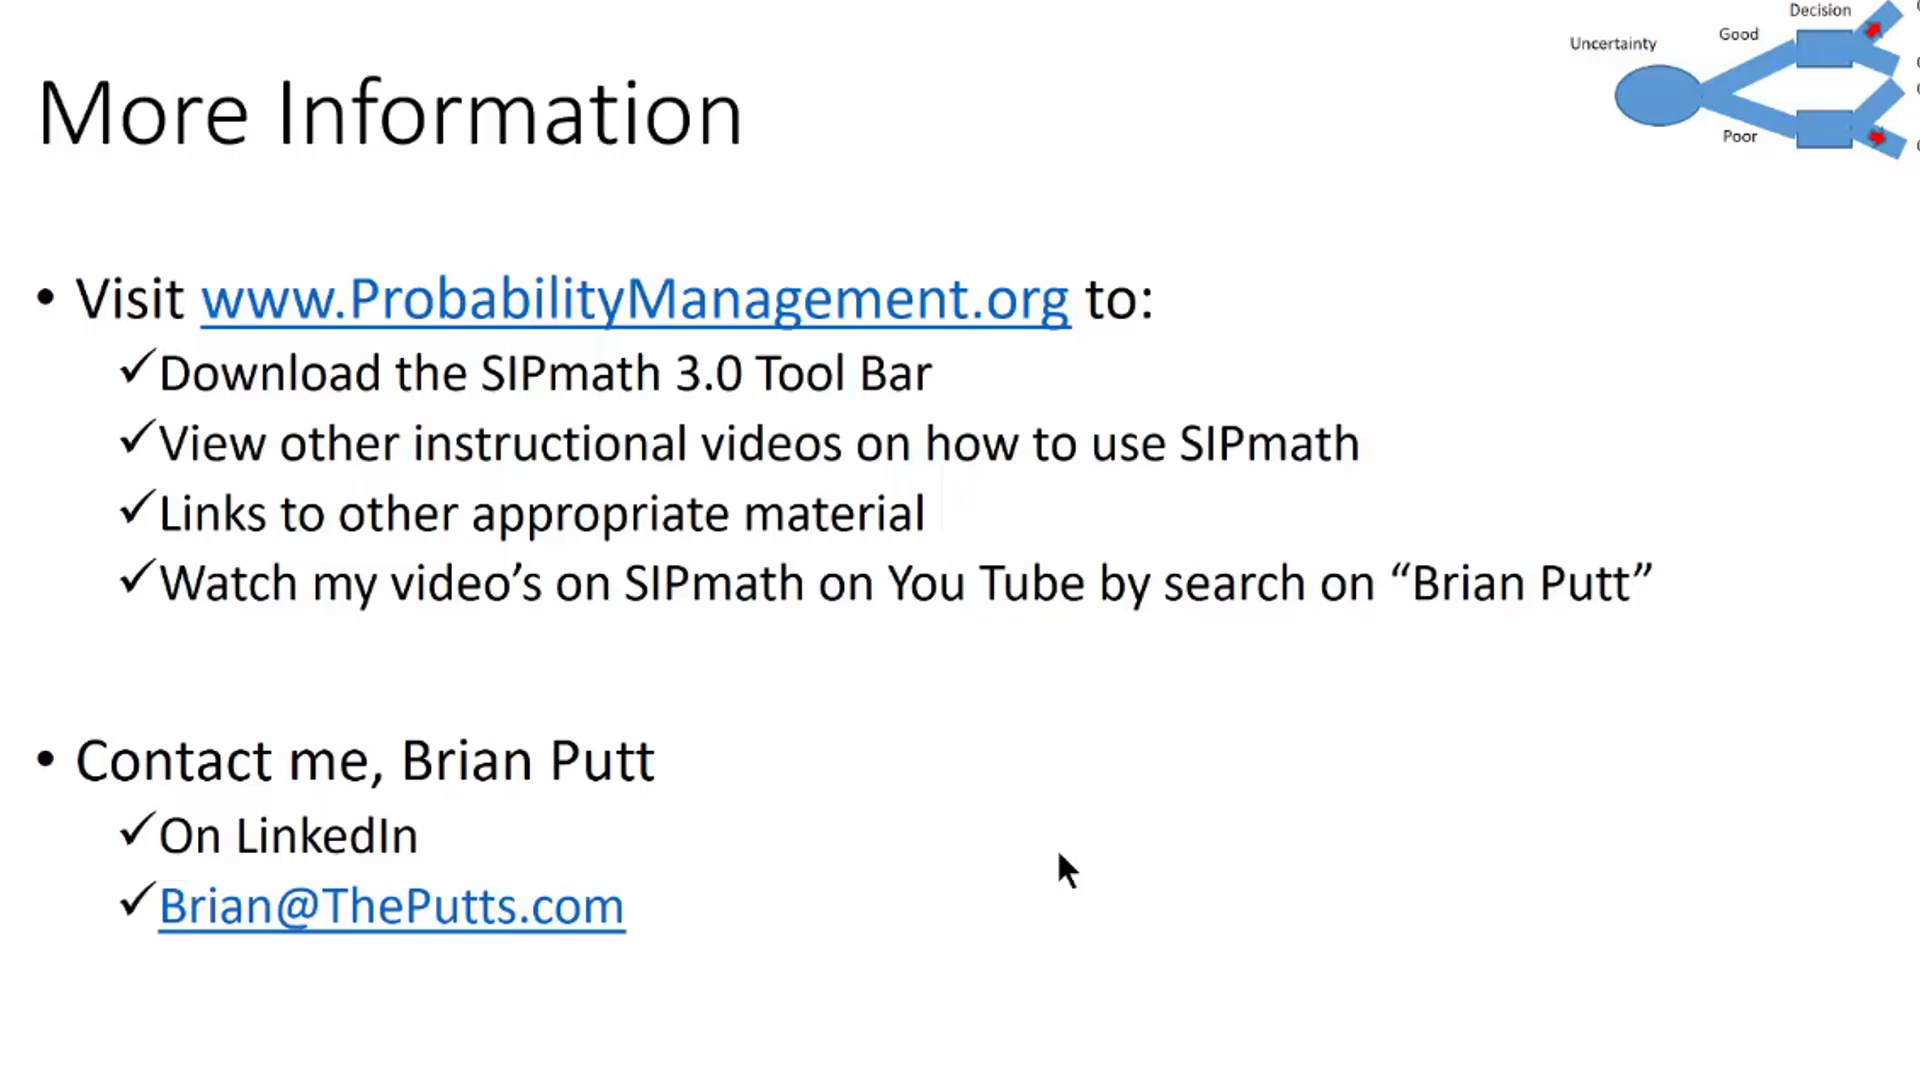 Decision
Uncertainty
Good
Poor
More Information
• Visit www.ProbabilityManagement.org to:
✓Download the SIPmath 3.0 Tool Bar
✓View other instructional videos on how to use SIPmath
✓Links to other appropriate material
✓Watch my video’s on SIPmath on You Tube by search on “Brian Putt”
• Contact me, Brian Putt
✓On LinkedIn
✓Brian@ThePutts.com